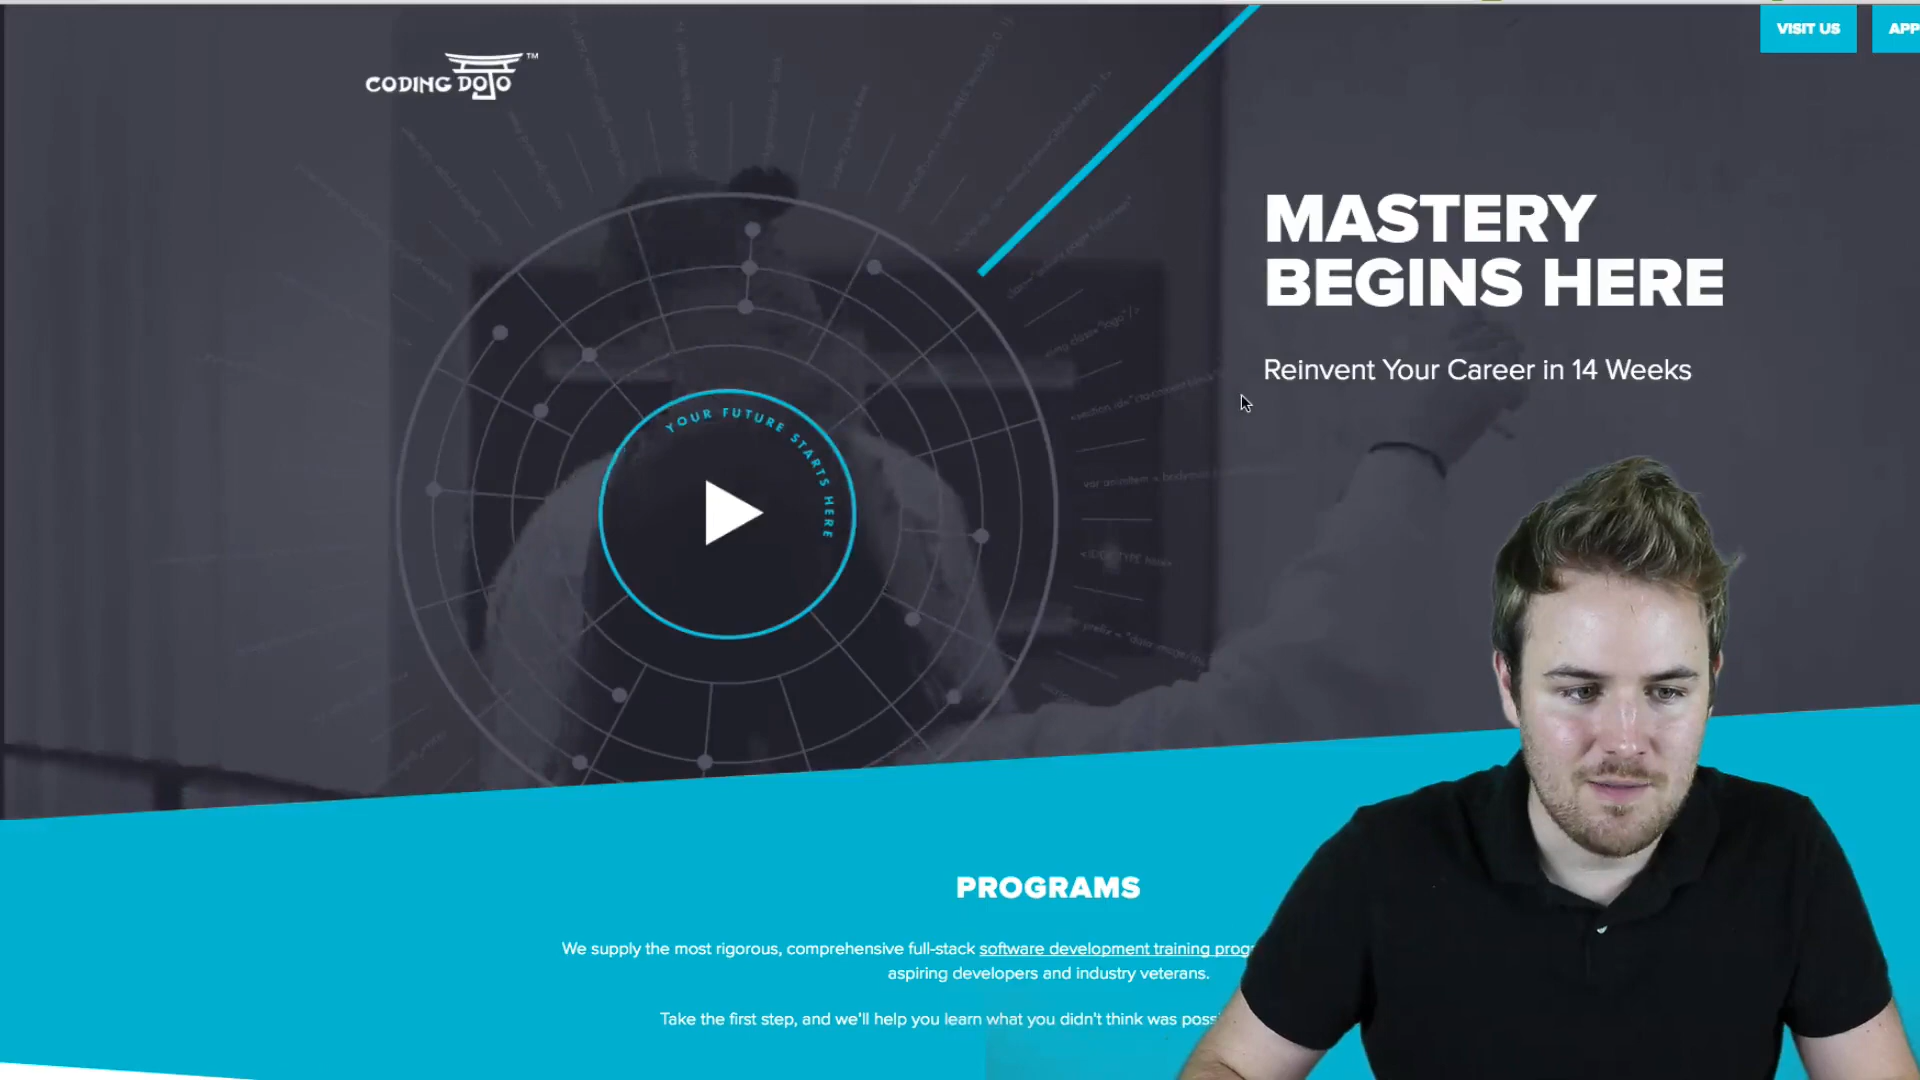 VISIT US
APP
CODING DOJO™
MASTERY
BEGINS HERE
Reinvent Your Career in 14 Weeks
YOUR FUTURE STARTS HERE
PROGRAMS
We supply the most rigorous, comprehensive full-stack software development training prog
aspiring developers and industry veterans.
Take the first step, and we'll help you learn what you didn't think was poss